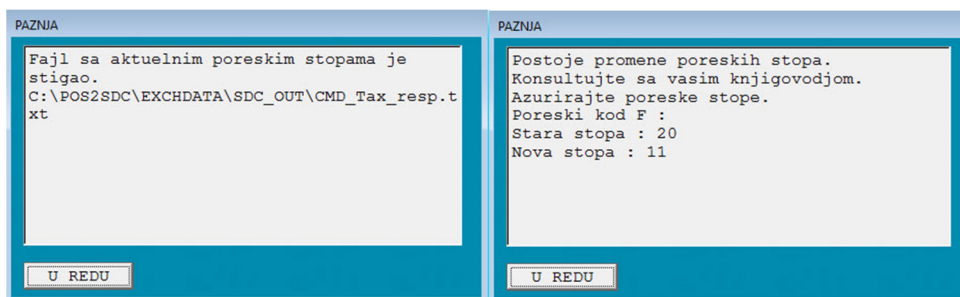 PAZNJA
Fajl sa aktuelnim poreskim stopama je
stigao.
C:\POS2SDC\EXCHDATA\SDC_OUT\CMD_Tax_resp.t
xt
U REDU
PAZNJA
Postoje promene poreskih stopa.
Konsultujte sa vasim knjigovodjom.
Azurirajte poreske stope.
Poreski kod F :
Stara stopa : 20
Nova stopa : 11
U REDU